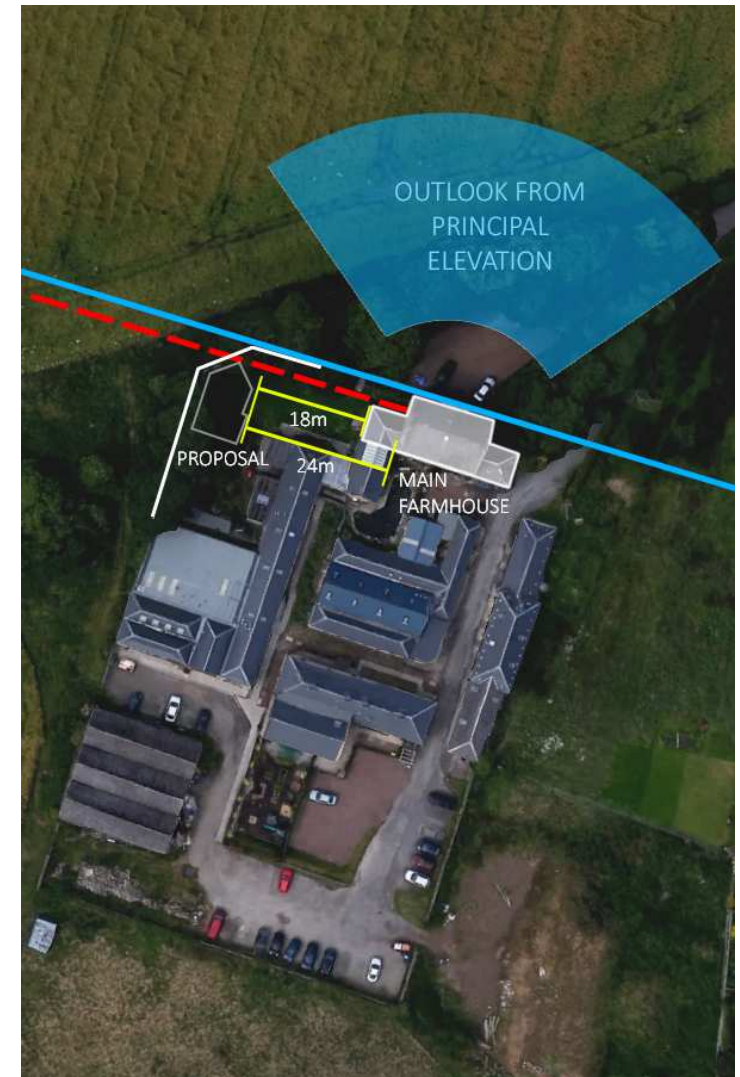 OUTLOOK FROM
PRINCIPAL
ELEVATION
18m
PROPOSAL
24m
MAIN
FARMHOUSE